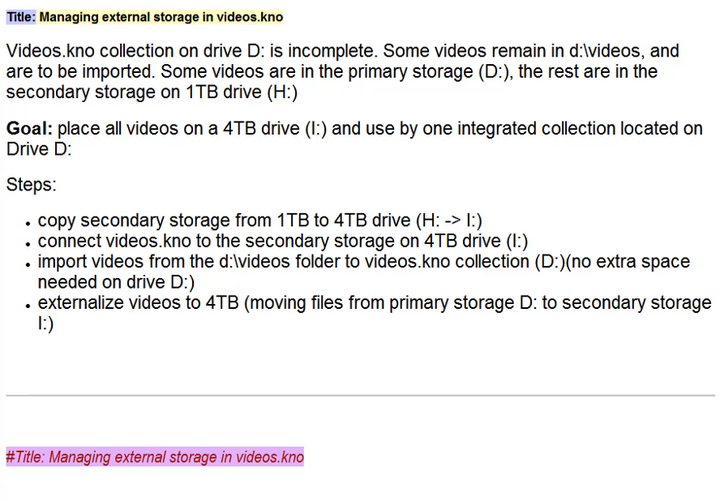 Title: Managing external storage in videos.kno
Videos.kno collection on drive D: is incomplete. Some videos remain in d:\videos, and
are to be imported. Some videos are in the primary storage (D:), the rest are in the
secondary storage on 1TB drive (H:)
Goal: place all videos on a 4TB drive (I:) and use by one integrated collection located on
Drive D:
Steps:
• copy secondary storage from 1TB to 4TB drive (H: -> I:)
• connect videos.kno to the secondary storage on 4TB drive (I:)
• import videos from the d:\videos folder to videos.kno collection (D:)(no extra space
needed on drive D:)
• externalize videos to 4TB (moving files from primary storage D: to secondary storage
I:)
#Title: Managing external storage in videos.kno